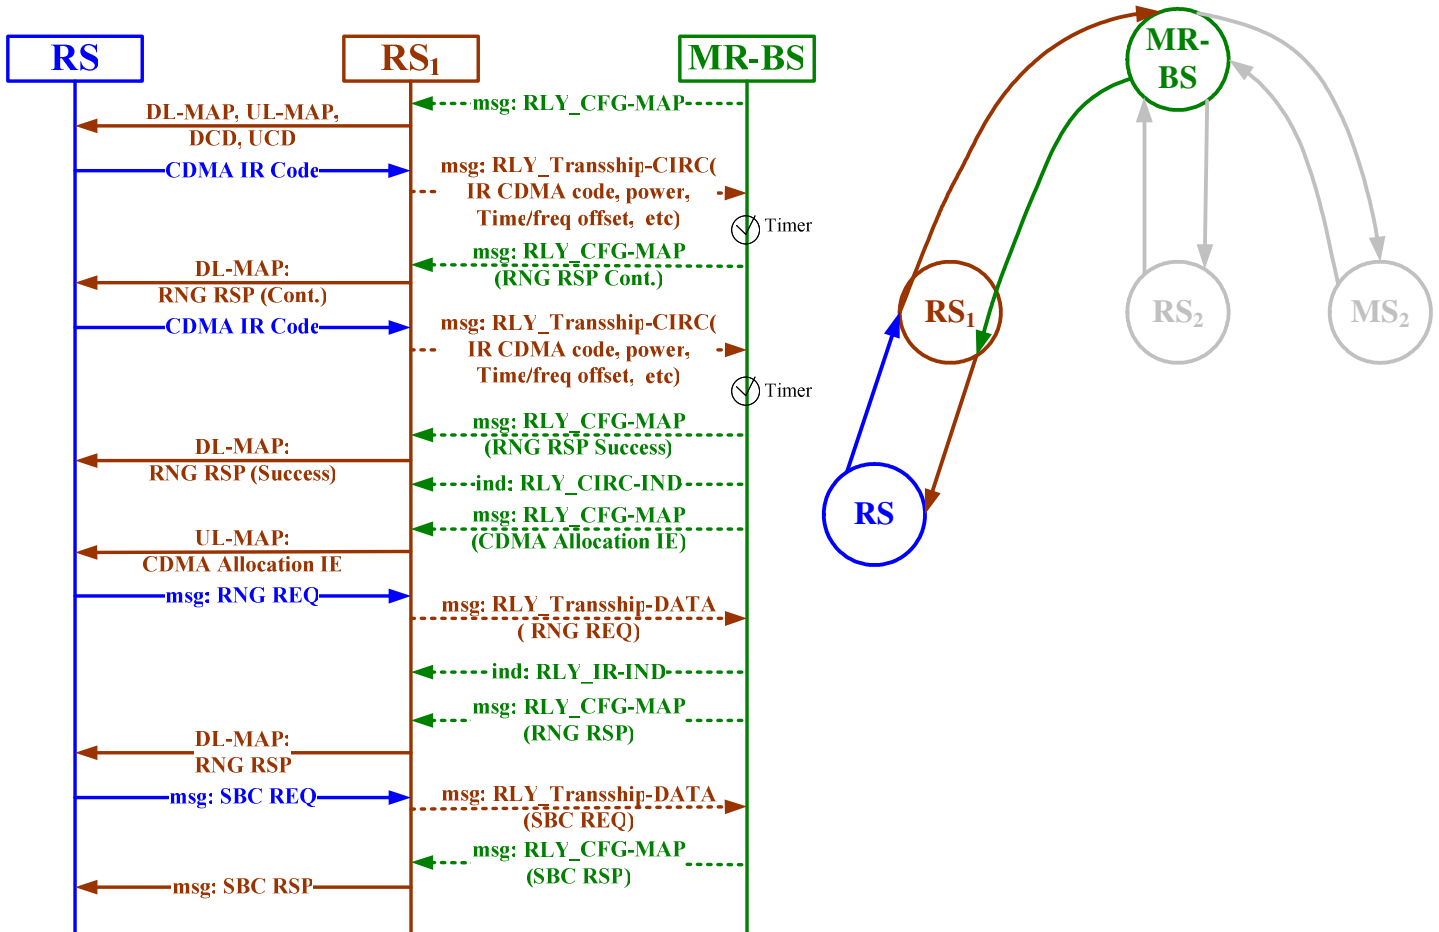 RS
RS1
MR-BS
msg: RLY_CFG-MAP
DL-MAP, UL-MAP,
DCD, UCD
CDMA IR Code
msg: RLY_Transship-CIRC(
IR CDMA code, power,
Time/freq offset, etc)
Timer
msg: RLY_CFG-MAP
(RNG RSP Cont.)
DL-MAP:
RNG RSP (Cont.)
CDMA IR Code
msg: RLY_Transship-CIRC(
IR CDMA code, power,
Time/freq offset, etc)
Timer
msg: RLY_CFG-MAP
(RNG RSP Success)
DL-MAP:
RNG RSP (Success)
ind: RLY_CIRC-IND
msg: RLY_CFG-MAP
(CDMA Allocation IE)
UL-MAP:
CDMA Allocation IE
msg: RNG REQ
msg: RLY_Transship-DATA
( RNG REQ)
ind: RLY_IR-IND
msg: RLY_CFG-MAP
(RNG RSP)
DL-MAP:
RNG RSP
msg: SBC REQ
msg: RLY_Transship-DATA
(SBC REQ)
msg: RLY_CFG-MAP
(SBC RSP)
msg: SBC RSP
MR-
BS
RS1
RS2
MS2
RS